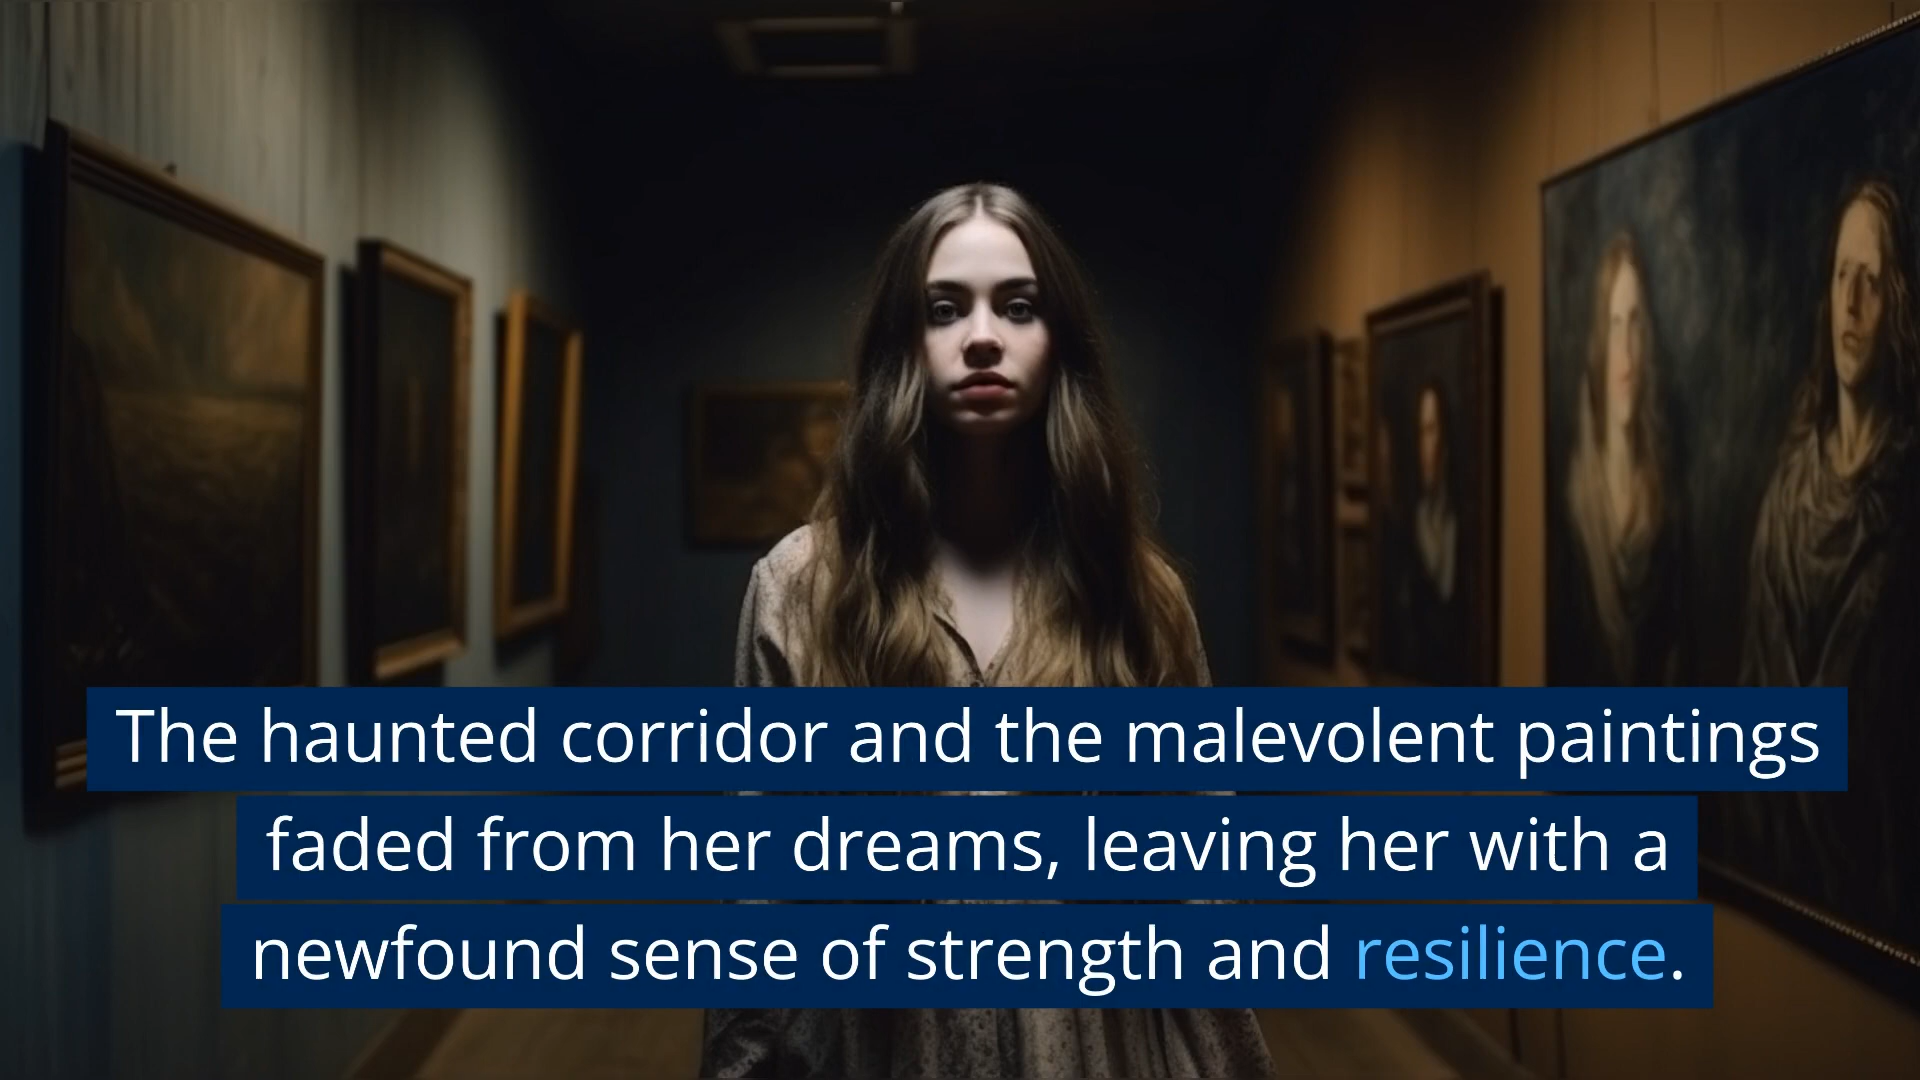 The haunted corridor and the malevolent paintings
faded from her dreams, leaving her with a
newfound sense of strength and resilience.